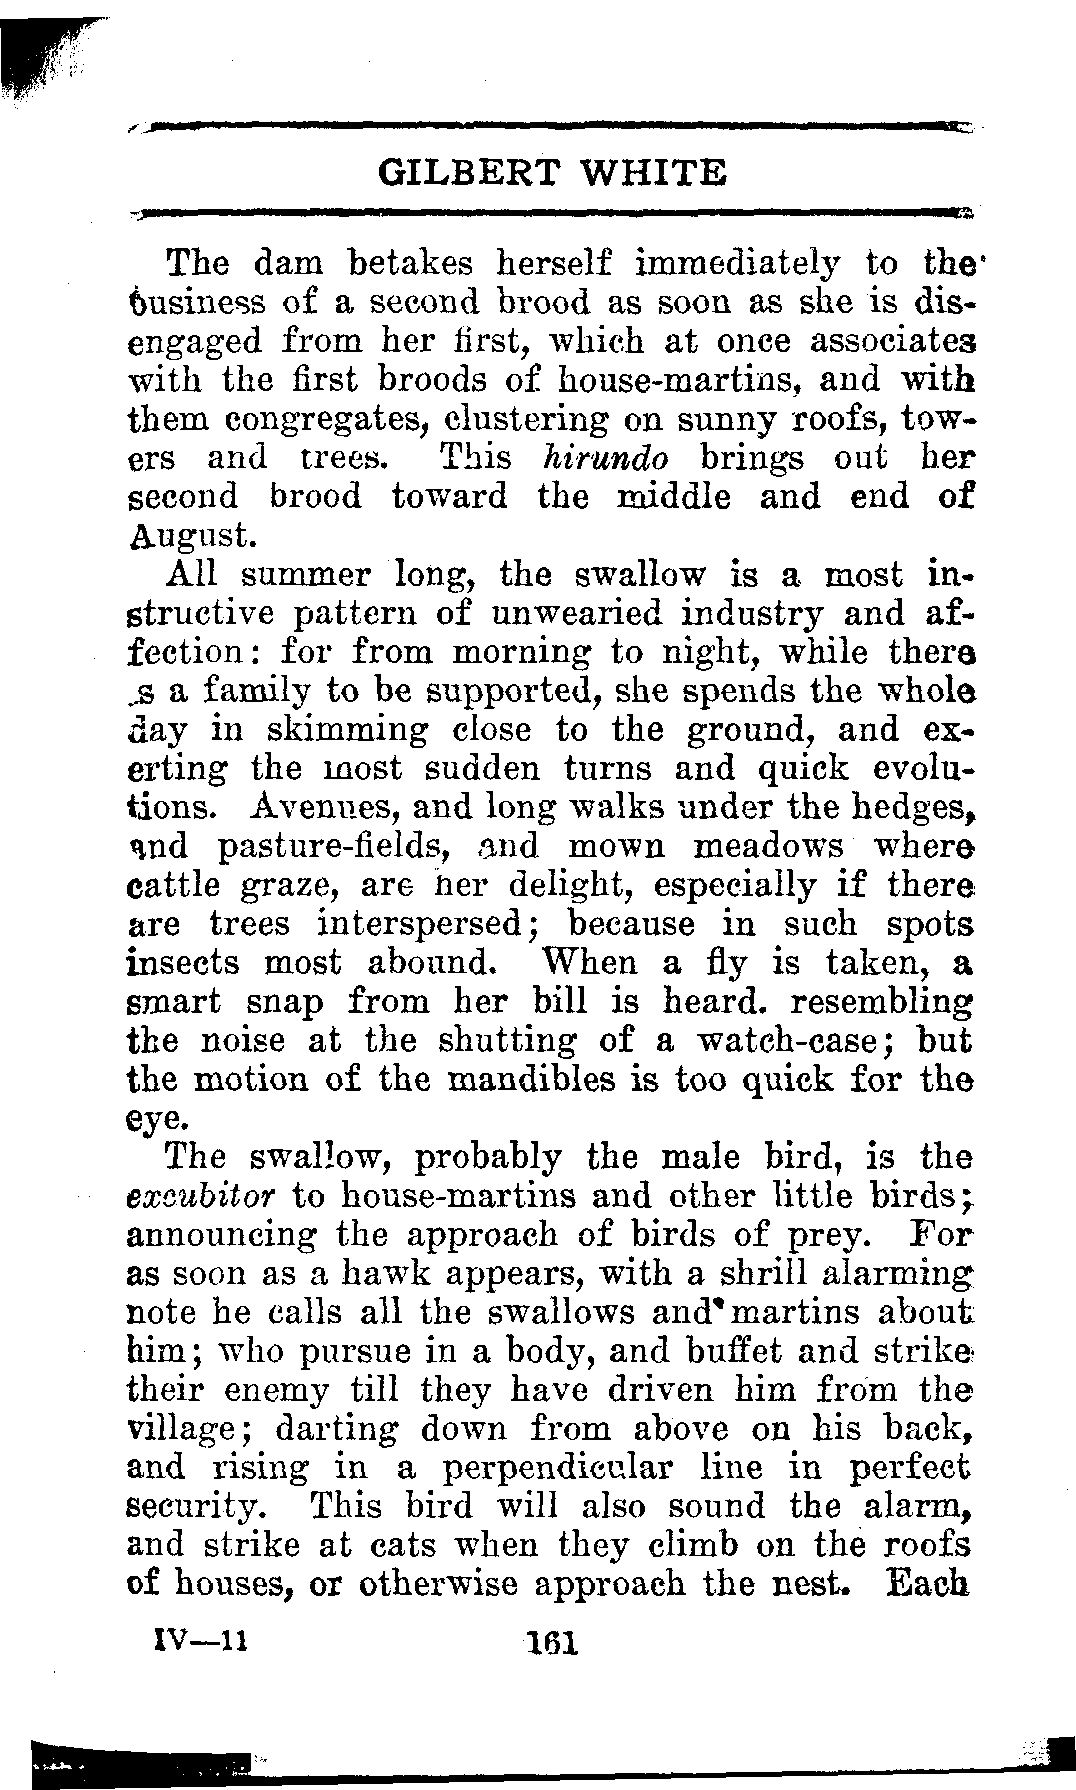 GILBERT WHITE
The dam betakes herself immediately to the
business of a second brood as soon as she is dis-
engaged from her first, which at once associates
with the first broods of house-martins, and with
them congregates, clustering on sunny roofs, tow-
ers and trees. This hirundo brings out her
second brood toward the middle and end of
August.
All summer long, the swallow is a most in-
structive pattern of unwearied industry and af-
fection: for from morning to night, while there
is a family to be supported, she spends the whole
day in skimming close to the ground, and ex-
erting the most sudden turns and quick evolu-
tions. Avenues, and long walks under the hedges,
and pasture-fields, and mown meadows where
cattle graze, are her delight, especially if there
are trees interspersed; because in such spots
insects most abound. When a fly is taken, a
smart snap from her bill is heard. resembling
the noise at the shutting of a watch-case; but
the motion of the mandibles is too quick for the
eye.
The swallow, probably the male bird, is the
excubitor to house-martins and other little birds;
announcing the approach of birds of prey. For
as soon as a hawk appears, with a shrill alarming
note he calls all the swallows and martins about
him; who pursue in a body, and buffet and strike
their enemy till they have driven him from the
village; darting down from above on his back,
and rising in a perpendicular line in perfect
security. This bird will also sound the alarm,
and strike at cats when they climb on the roofs
of houses, or otherwise approach the nest. Each
IV—11 161